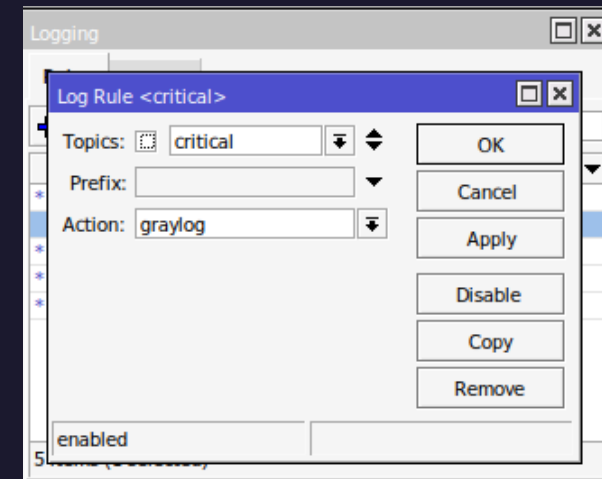 Logging
Log Rule <critical>
Topics: critical
OK
Prefix:
Cancel
Action: graylog
Apply
Disable
Copy
Remove
enabled